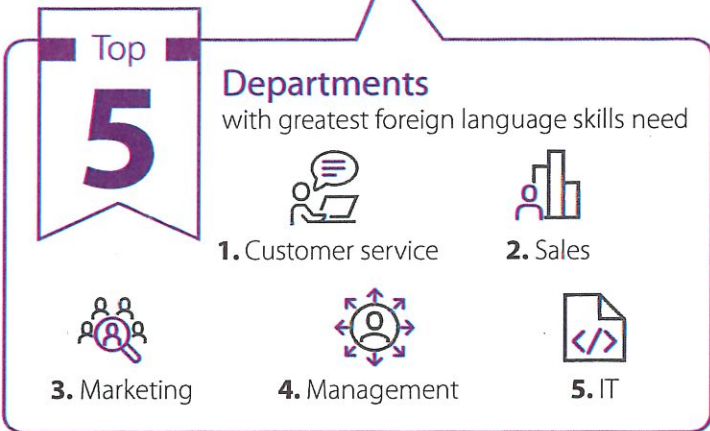 Top
5
Departments
with greatest foreign language skills need
1. Customer service
2. Sales
</>
3. Marketing
4. Management
5. IT